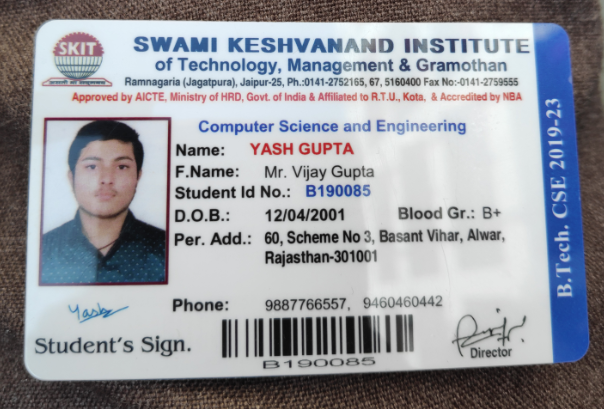 SKIT
SWAMI KESHVANAND INSTITUTE
of Technology, Management & Gramothan
Ramnagaria (Jagatpura), Jaipur-25, Ph.:0141-2752165, 67, 5160400 Fax No:-0141-2759555
Approved by AICTE, Ministry of HRD, Govt. of India & Affiliated to R.T.U., Kota, & Accredited by NBA
Computer Science and Engineering
Name: YASH GUPTA
F.Name: Mr. Vijay Gupta
Student Id No.: B190085
D.O.B.: 12/04/2001 Blood Gr.: B+
Per. Add.: 60, Scheme No 3, Basant Vihar, Alwar,
Rajasthan-301001
Phone: 9887766557, 9460460442
Yash
Student's Sign.
B190085
Director
B.Tech. CSE 2019-23